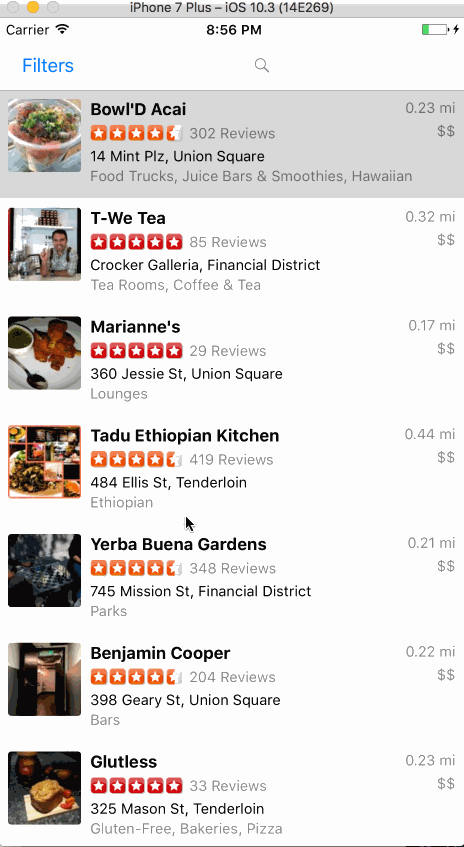 iPhone 7 Plus – iOS 10.3 (14E269)
Carrier 8:56 PM
Filters
Bowl'D Acai 0.23 mi
302 Reviews $$
14 Mint Plz, Union Square
Food Trucks, Juice Bars & Smoothies, Hawaiian
T-We Tea 0.32 mi
85 Reviews $$
Crocker Galleria, Financial District
Tea Rooms, Coffee & Tea
Marianne's 0.17 mi
29 Reviews $$
360 Jessie St, Union Square
Lounges
Tadu Ethiopian Kitchen 0.44 mi
419 Reviews $$
484 Ellis St, Tenderloin
Ethiopian
Yerba Buena Gardens 0.21 mi
348 Reviews $$
745 Mission St, Financial District
Parks
Benjamin Cooper 0.22 mi
204 Reviews $$
398 Geary St, Union Square
Bars
Glutless 0.23 mi
33 Reviews $$
325 Mason St, Tenderloin
Gluten-Free, Bakeries, Pizza